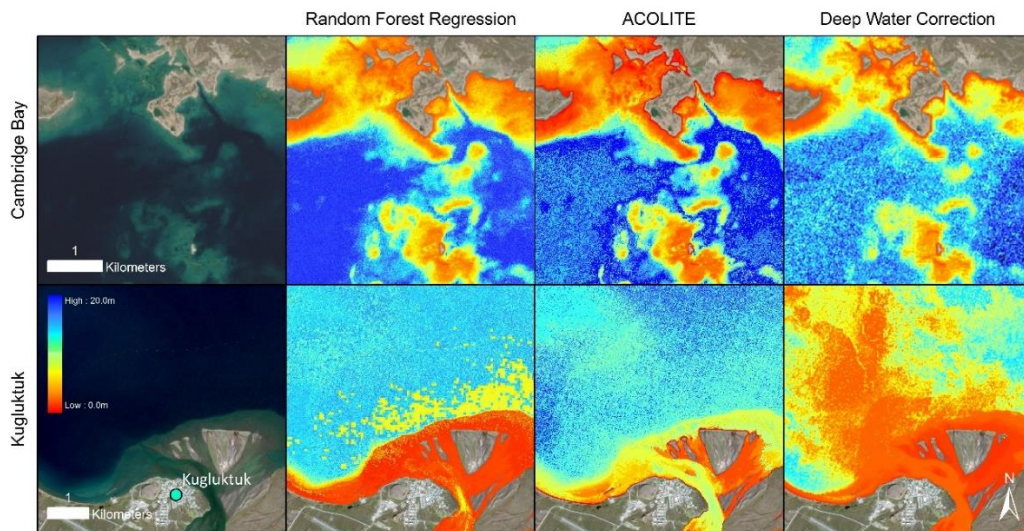 Random Forest Regression
ACOLITE
Deep Water Correction
Cambridge Bay
1
Kilometers
Kugluktuk
High : 20.0m
Low : 0.0m
Kugluktuk
1
Kilometers
N